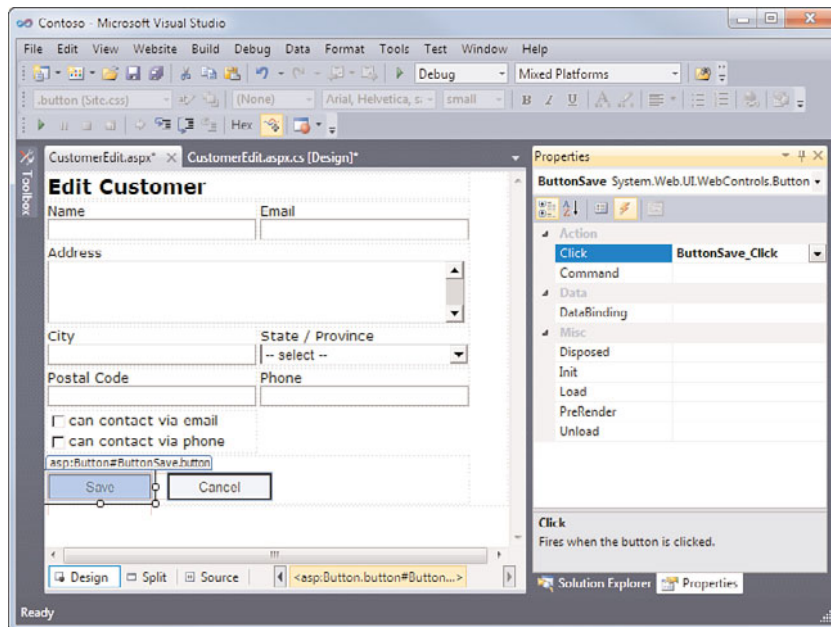 Contoso - Microsoft Visual Studio
File Edit View Website Build Debug Data Format Tools Test Window Help
Debug Mixed Platforms
.button (Site.css) (None) Arial, Helvetica, s small B I U A
Hex
Toolbox
CustomerEdit.aspx* CustomerEdit.aspx.cs [Design]*
Edit Customer
Name Email
Address
City State / Province
-- select --
Postal Code Phone
can contact via email
can contact via phone
asp:Button#ButtonSave.button
Save Cancel
Design Split Source <asp:Button.button#Button...>
Properties
ButtonSave System.Web.UI.WebControls.Button
Action
Click ButtonSave_Click
Command
Data
DataBinding
Misc
Disposed
Init
Load
PreRender
Unload
Click
Fires when the button is clicked.
Solution Explorer Properties
Ready